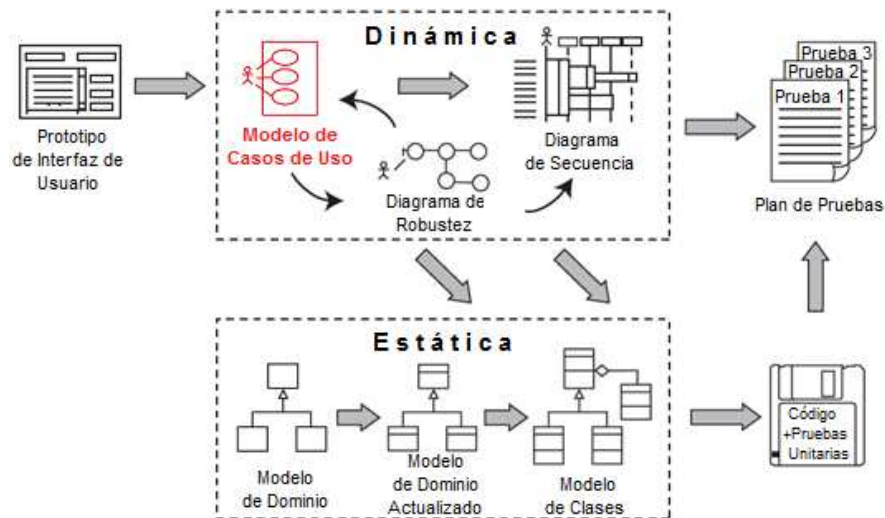 Dinámica
Prototipo
de Interfaz de
Usuario
Modelo de
Casos de Uso
Diagrama de
Robustez
Diagrama
de Secuencia
Prueba 3
Prueba 2
Prueba 1
Plan de Pruebas
Estática
Modelo
de Dominio
Modelo
de Dominio
Actualizado
Modelo
de Clases
Código
+Pruebas
Unitarias